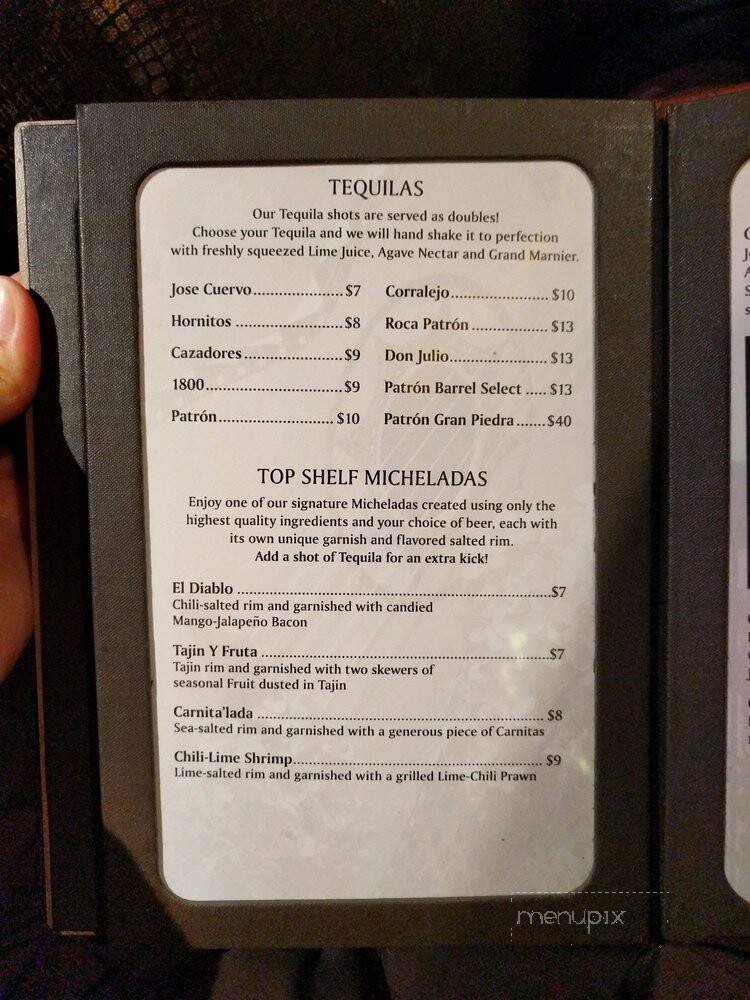 TEQUILAS
Our Tequila shots are served as doubles!
Choose your Tequila and we will hand shake it to perfection
with freshly squeezed Lime Juice, Agave Nectar and Grand Marnier.
Jose Cuervo......................$7
Hornitos ..........................$8
Cazadores ........................$9
1800.................................$9
Patrón.............................. $10
Corralejo........................ $10
Roca Patrón .................. $13
Don Julio........................ $13
Patrón Barrel Select ..... $13
Patrón Gran Piedra.......$40
TOP SHELF MICHELADAS
Enjoy one of our signature Micheladas created using only the
highest quality ingredients and your choice of beer, each with
its own unique garnish and flavored salted rim.
Add a shot of Tequila for an extra kick!
El Diablo ..............................................................................$7
Chili-salted rim and garnished with candied
Mango-Jalapeño Bacon
Tajin Y Fruta ........................................................................$7
Tajin rim and garnished with two skewers of
seasonal Fruit dusted in Tajin
Carnita'lada ....................................................................... $8
Sea-salted rim and garnished with a generous piece of Carnitas
Chili-Lime Shrimp.............................................................. $9
Lime-salted rim and garnished with a grilled Lime-Chili Prawn
menupix